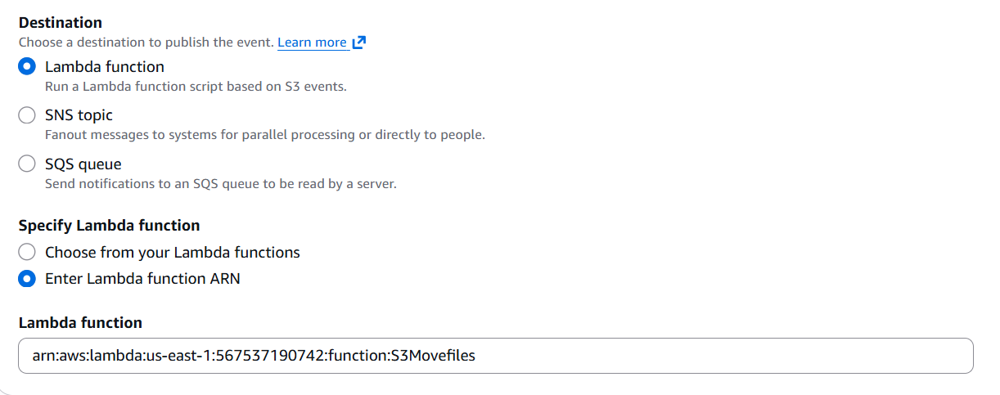 Destination
Choose a destination to publish the event. Learn more
Lambda function
Run a Lambda function script based on S3 events.
SNS topic
Fanout messages to systems for parallel processing or directly to people.
SQS queue
Send notifications to an SQS queue to be read by a server.
Specify Lambda function
Choose from your Lambda functions
Enter Lambda function ARN
Lambda function
arn:aws:lambda:us-east-1:567537190742:function:S3Movefiles